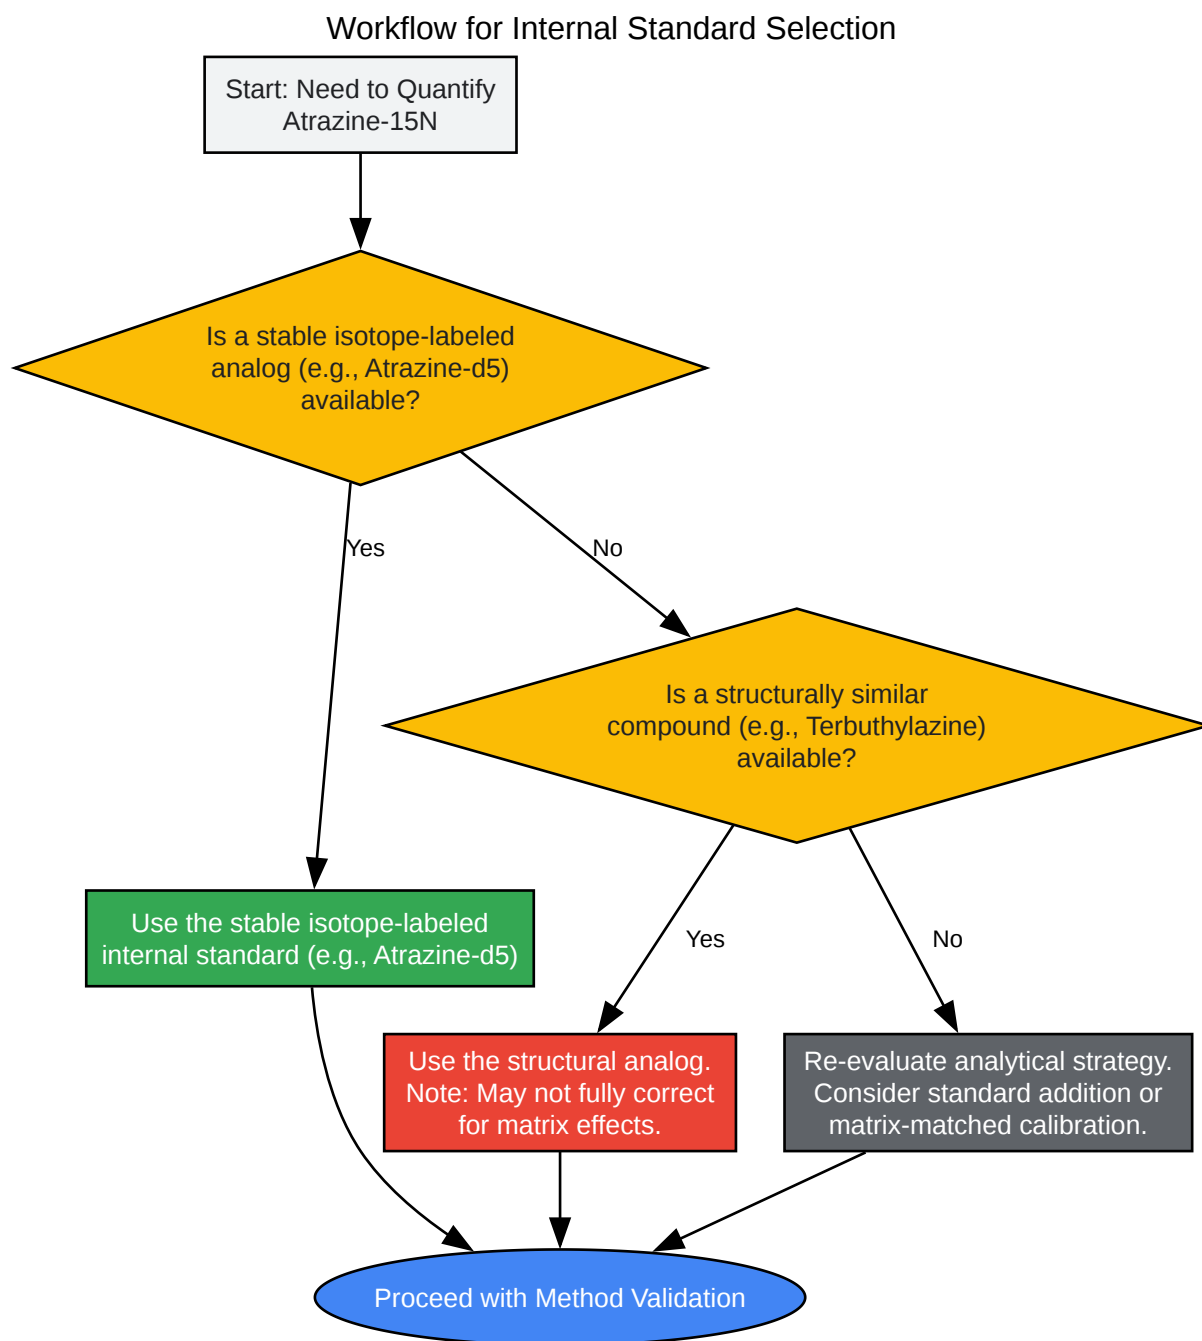 Workflow for Internal Standard Selection
Start: Need to Quantify
Atrazine-15N
Is a stable isotope-labeled
analog (e.g., Atrazine-d5)
available?
Yes
No
Is a structurally similar
compound (e.g., Terbuthylazine)
available?
Use the stable isotope-labeled
internal standard (e.g., Atrazine-d5)
Yes
No
Use the structural analog.
Note: May not fully correct
for matrix effects.
Re-evaluate analytical strategy.
Consider standard addition or
matrix-matched calibration.
Proceed with Method Validation